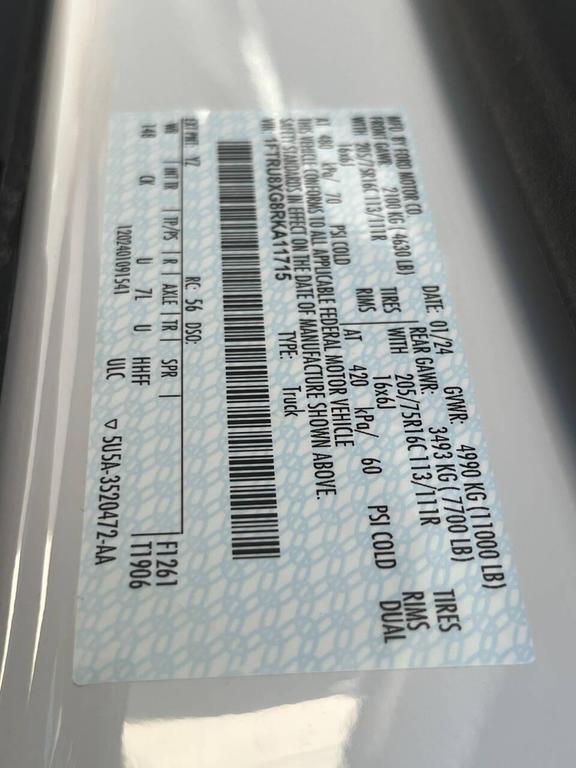 MFD. BY FORD MOTOR CO. DATE: 01/24 GVWR: 4990 KG (11000 LB)
FRONT GAWR: 2100 KG (4630 LB) REAR GAWR: 3493 KG (7700 LB)
WITH 205/75R16C 113/111R TIRES WITH 205/75R16C 113/111R TIRES
16x6J RIMS 16x6J RIMS
AT 480 kPa/ 70 PSI COLD AT 420 kPa/ 60 PSI COLD DUAL
THIS VEHICLE CONFORMS TO ALL APPLICABLE FEDERAL MOTOR VEHICLE
SAFETY STANDARDS IN EFFECT ON THE DATE OF MANUFACTURE SHOWN ABOVE.
VIN: 1FTRU8XG8RKA11715 TYPE: Truck
EXT PNT: YZ RC: 56 DSO: F1261
WB INT TR TP/PS R AXLE TR SPR T1906
148 CK U 7L U HHFF
1202401091541 ULC ▽ 5U5A-3520472-AA